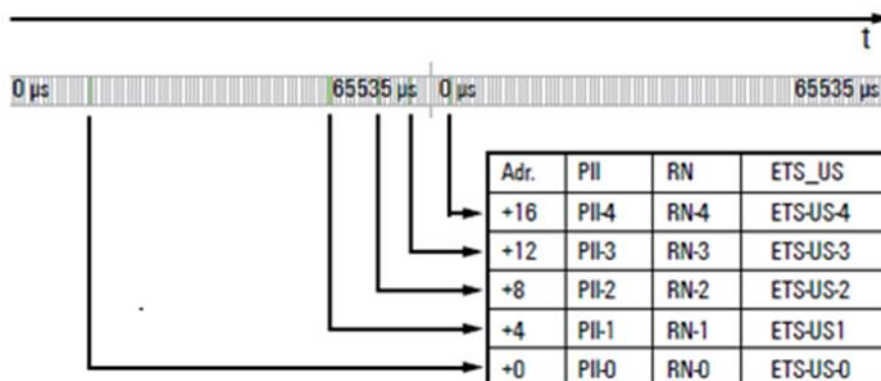 t
0 µs 65535 µs 0 µs 65535 µs
Adr. PII RN ETS_US
+16 PII-4 RN-4 ETS-US-4
+12 PII-3 RN-3 ETS-US-3
+8 PII-2 RN-2 ETS-US-2
+4 PII-1 RN-1 ETS-US1
+0 PII-0 RN-0 ETS-US-0